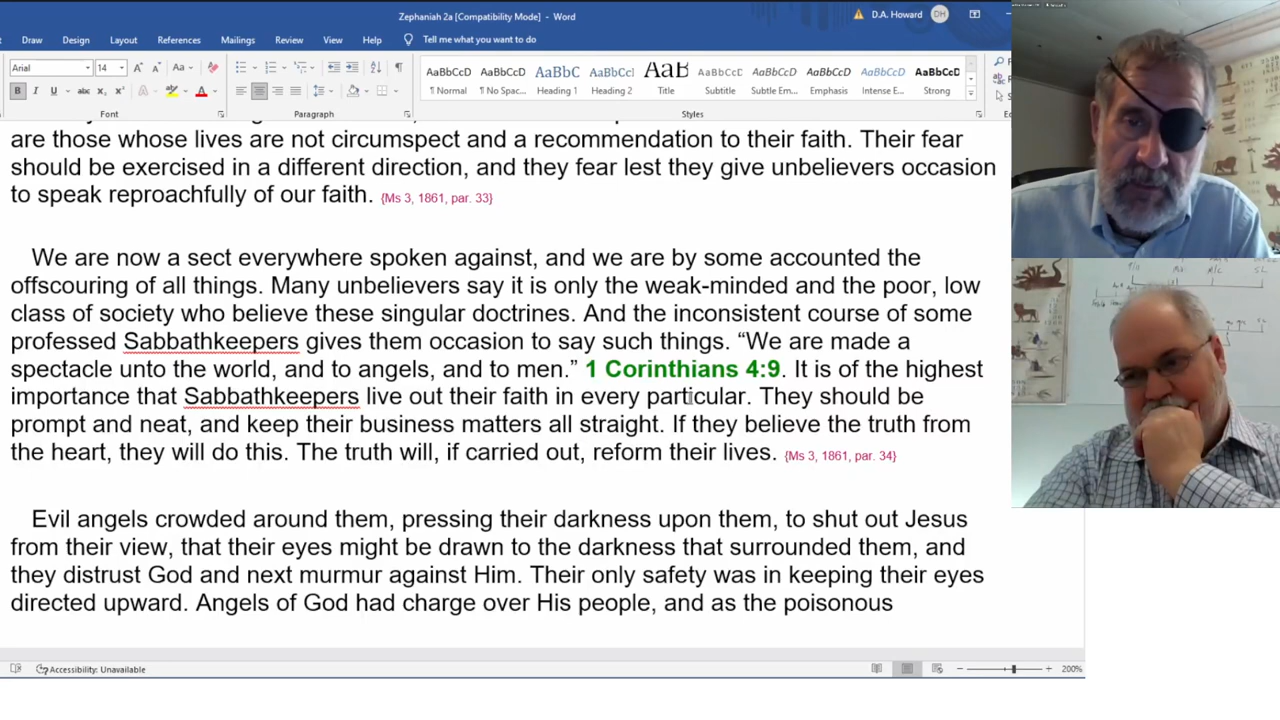 Zephaniah 2a [Compatibility Mode] - Word
D.A. Howard
DH
Draw Design Layout References Mailings Review View Help Tell me what you want to do
Arial 14
AaBbCcD AaBbCcD AaBbC AaBbCcI AaB AaBbCcD AaBbCcD AaBbCcD AaBbCcD AaBbCcD
¶ Normal ¶ No Spac... Heading 1 Heading 2 Title Subtitle Subtle Em... Emphasis Intense E... Strong
Font Paragraph Styles
are those whose lives are not circumspect and a recommendation to their faith. Their fear
should be exercised in a different direction, and they fear lest they give unbelievers occasion
to speak reproachfully of our faith. {Ms 3, 1861, par. 33}
We are now a sect everywhere spoken against, and we are by some accounted the
offscouring of all things. Many unbelievers say it is only the weak-minded and the poor, low
class of society who believe these singular doctrines. And the inconsistent course of some
professed Sabbathkeepers gives them occasion to say such things. “We are made a
spectacle unto the world, and to angels, and to men.” 1 Corinthians 4:9. It is of the highest
importance that Sabbathkeepers live out their faith in every particular. They should be
prompt and neat, and keep their business matters all straight. If they believe the truth from
the heart, they will do this. The truth will, if carried out, reform their lives. {Ms 3, 1861, par. 34}
Evil angels crowded around them, pressing their darkness upon them, to shut out Jesus
from their view, that their eyes might be drawn to the darkness that surrounded them, and
they distrust God and next murmur against Him. Their only safety was in keeping their eyes
directed upward. Angels of God had charge over His people, and as the poisonous
Accessibility: Unavailable
200%